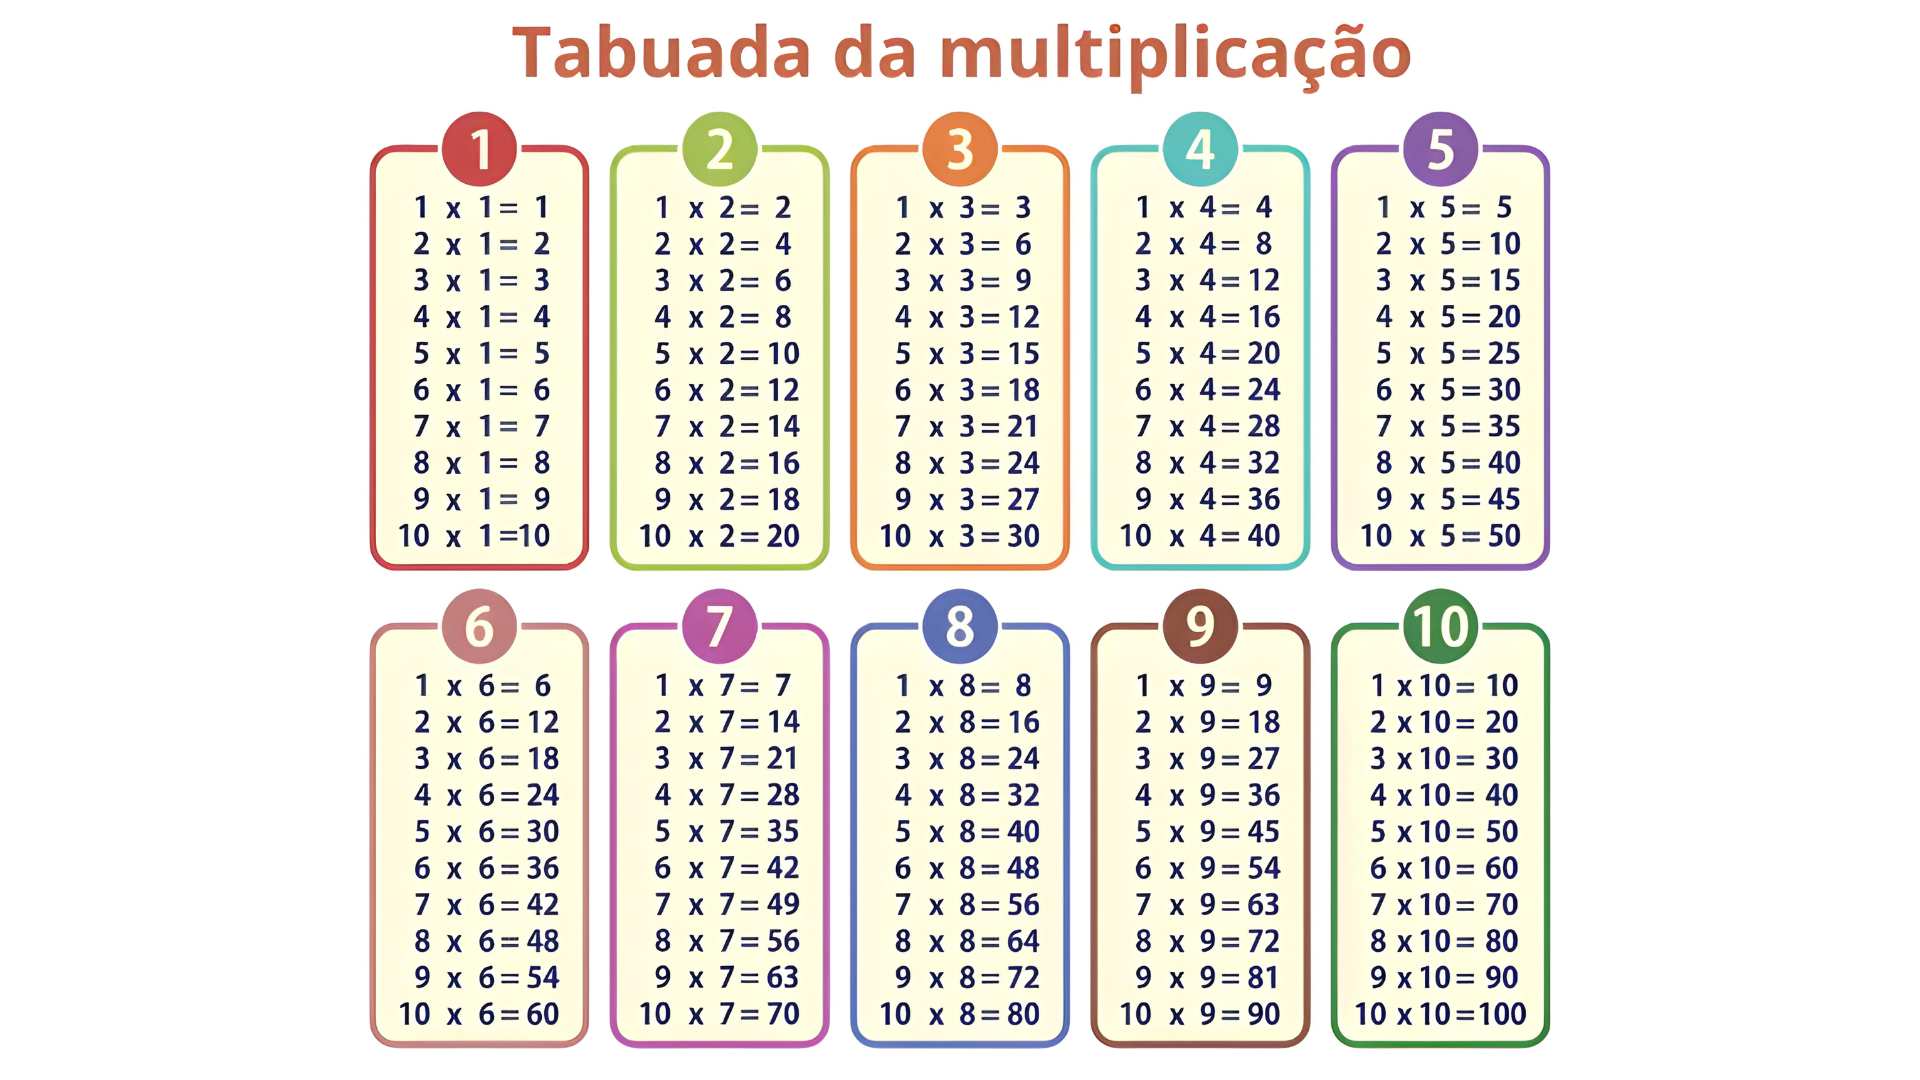 Tabuada da multiplicação
1
1 x 1 = 1
2 x 1 = 2
3 x 1 = 3
4 x 1 = 4
5 x 1 = 5
6 x 1 = 6
7 x 1 = 7
8 x 1 = 8
9 x 1 = 9
10 x 1 =10
2
1 x 2 = 2
2 x 2 = 4
3 x 2 = 6
4 x 2 = 8
5 x 2 = 10
6 x 2 = 12
7 x 2 = 14
8 x 2 = 16
9 x 2 = 18
10 x 2 = 20
3
1 x 3 = 3
2 x 3 = 6
3 x 3 = 9
4 x 3 = 12
5 x 3 = 15
6 x 3 = 18
7 x 3 = 21
8 x 3 = 24
9 x 3 = 27
10 x 3 = 30
4
1 x 4 = 4
2 x 4 = 8
3 x 4 = 12
4 x 4 = 16
5 x 4 = 20
6 x 4 = 24
7 x 4 = 28
8 x 4 = 32
9 x 4 = 36
10 x 4 = 40
5
1 x 5 = 5
2 x 5 = 10
3 x 5 = 15
4 x 5 = 20
5 x 5 = 25
6 x 5 = 30
7 x 5 = 35
8 x 5 = 40
9 x 5 = 45
10 x 5 = 50
6
1 x 6 = 6
2 x 6 = 12
3 x 6 = 18
4 x 6 = 24
5 x 6 = 30
6 x 6 = 36
7 x 6 = 42
8 x 6 = 48
9 x 6 = 54
10 x 6 = 60
7
1 x 7 = 7
2 x 7 = 14
3 x 7 = 21
4 x 7 = 28
5 x 7 = 35
6 x 7 = 42
7 x 7 = 49
8 x 7 = 56
9 x 7 = 63
10 x 7 = 70
8
1 x 8 = 8
2 x 8 = 16
3 x 8 = 24
4 x 8 = 32
5 x 8 = 40
6 x 8 = 48
7 x 8 = 56
8 x 8 = 64
9 x 8 = 72
10 x 8 = 80
9
1 x 9 = 9
2 x 9 = 18
3 x 9 = 27
4 x 9 = 36
5 x 9 = 45
6 x 9 = 54
7 x 9 = 63
8 x 9 = 72
9 x 9 = 81
10 x 9 = 90
10
1 x 10 = 10
2 x 10 = 20
3 x 10 = 30
4 x 10 = 40
5 x 10 = 50
6 x 10 = 60
7 x 10 = 70
8 x 10 = 80
9 x 10 = 90
10 x 10 = 100